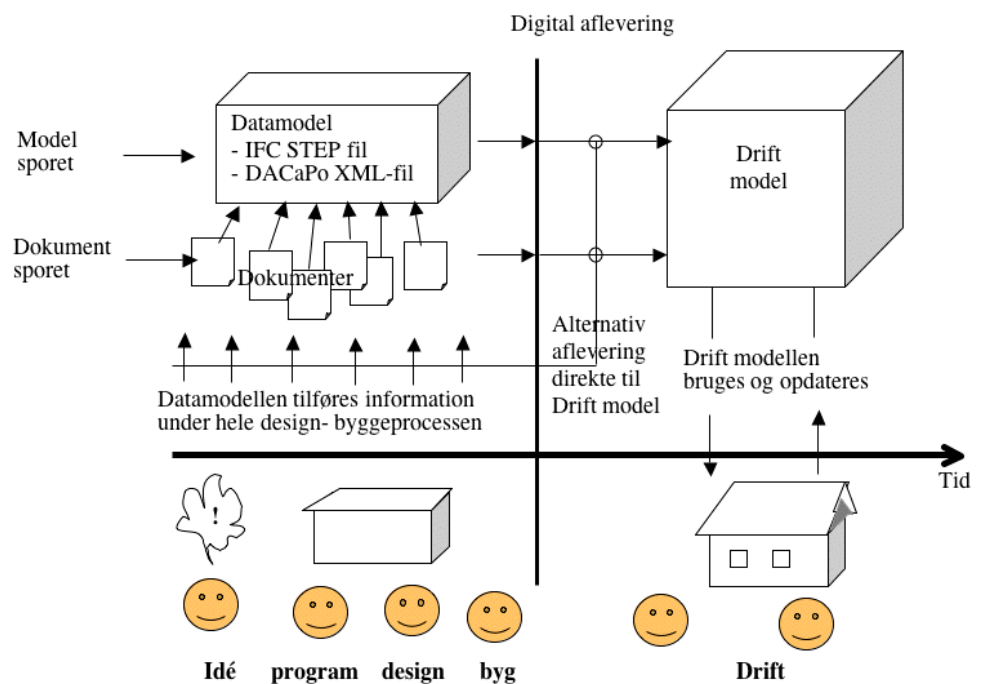 Digital aflevering
Model
sporet
Datamodel
- IFC STEP fil
- DACaPo XML-fil
Drift
model
Dokument
sporet
Dokumenter
Alternativ
aflevering
direkte til
Drift model
Drift modellen
bruges og opdateres
Datamodellen tilføres information
under hele design- byggeprocessen
Tid
!
Idé program design byg Drift